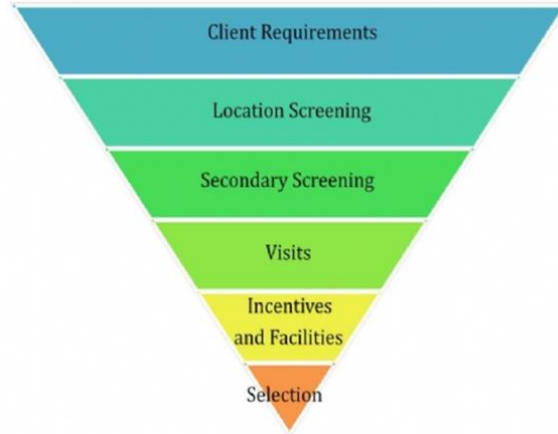 Client Requirements
Location Screening
Secondary Screening
Visits
Incentives
and Facilities
Selection